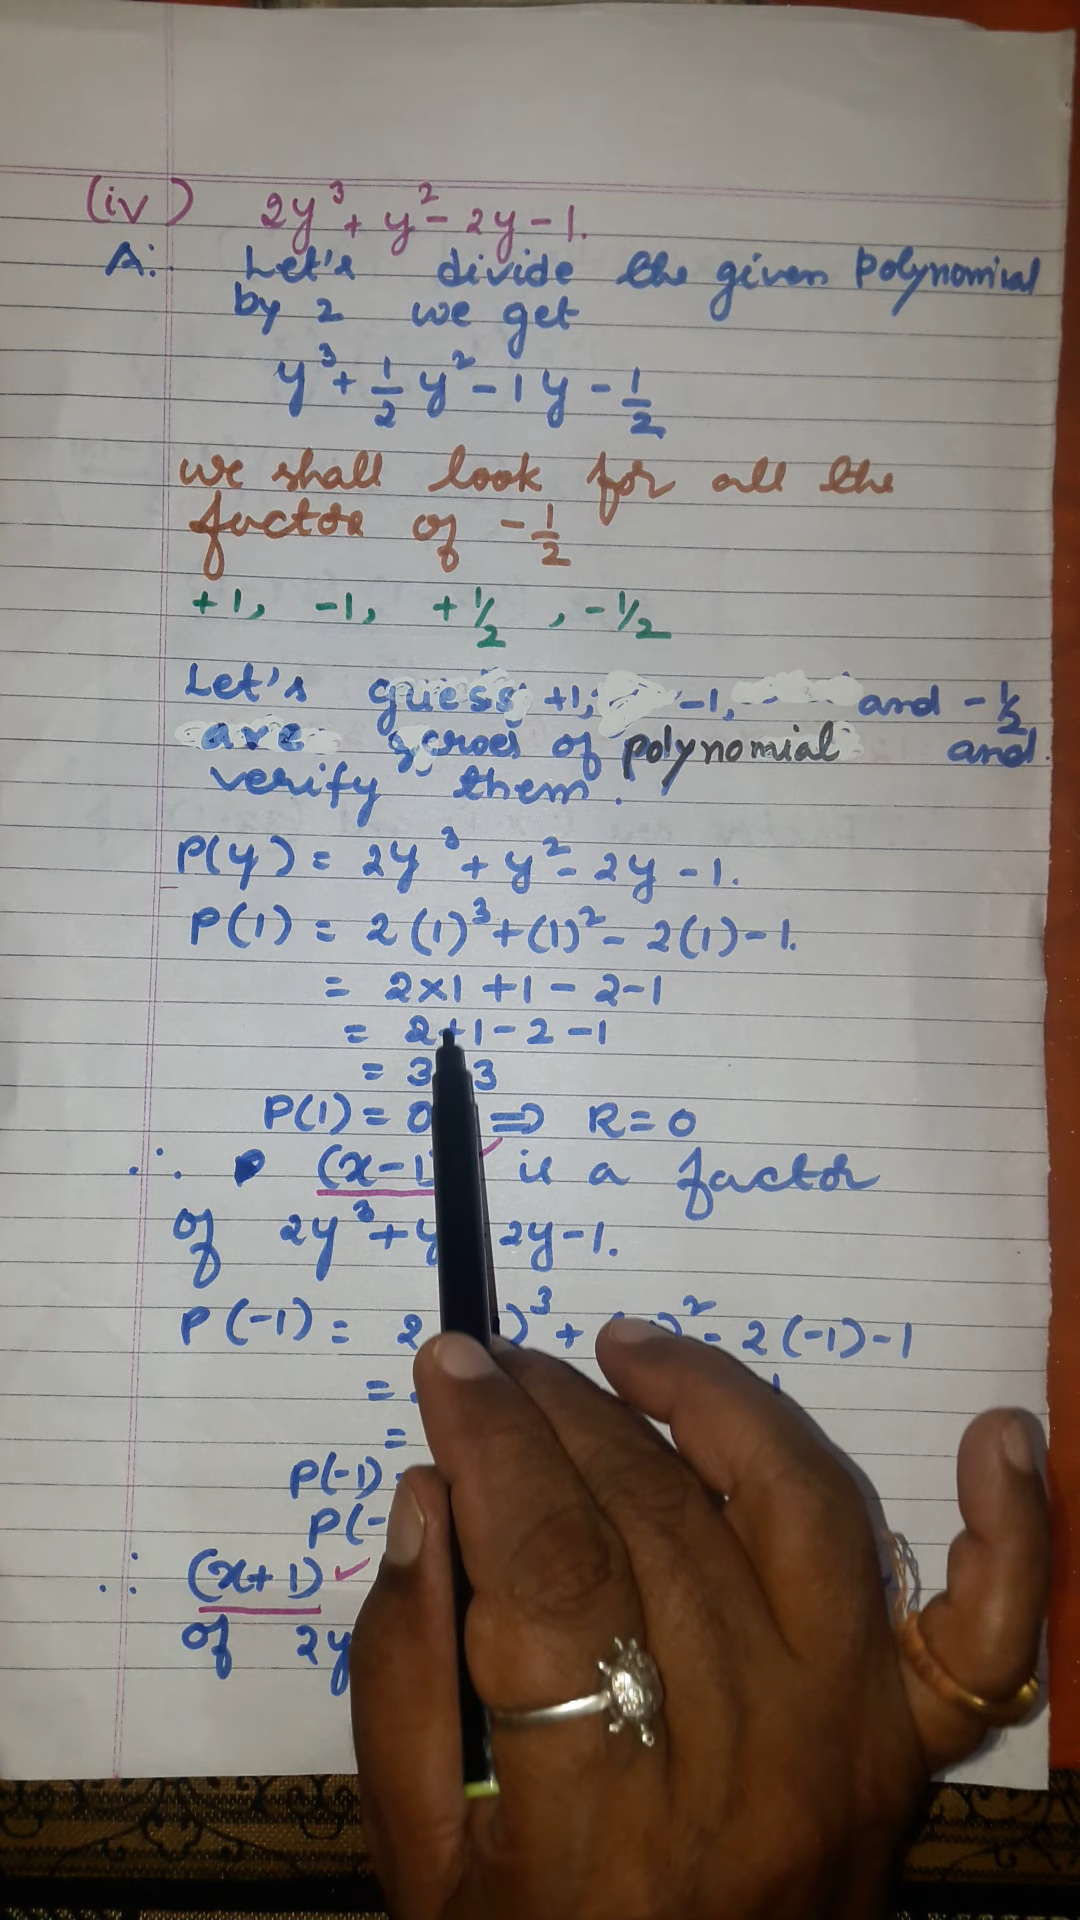 (iv) 2y³ + y² - 2y - 1.
A:. Let's divide the given polynomial
by 2 we get
y³ + 1/2 y² - 1y - 1/2
we shall look for all the
factor of - 1/2
+1, -1, +1/2, -1/2
Let's guess +1, -1, and -1/2
are zeroes of polynomial and
verify them.
P(y) = 2y³ + y² - 2y - 1.
P(1) = 2(1)³ + (1)² - 2(1) - 1.
= 2×1 + 1 - 2 - 1
= 2+1 - 2 - 1
= 3 3
P(1) = 0 ⇒ R = 0
∴ (x-1) is a factor
of 2y³ + y 2y - 1.
P(-1) = 2 )³ + )² - 2(-1) - 1
=
=
P(-1)
P(-
∴ (x+1)
of 2y